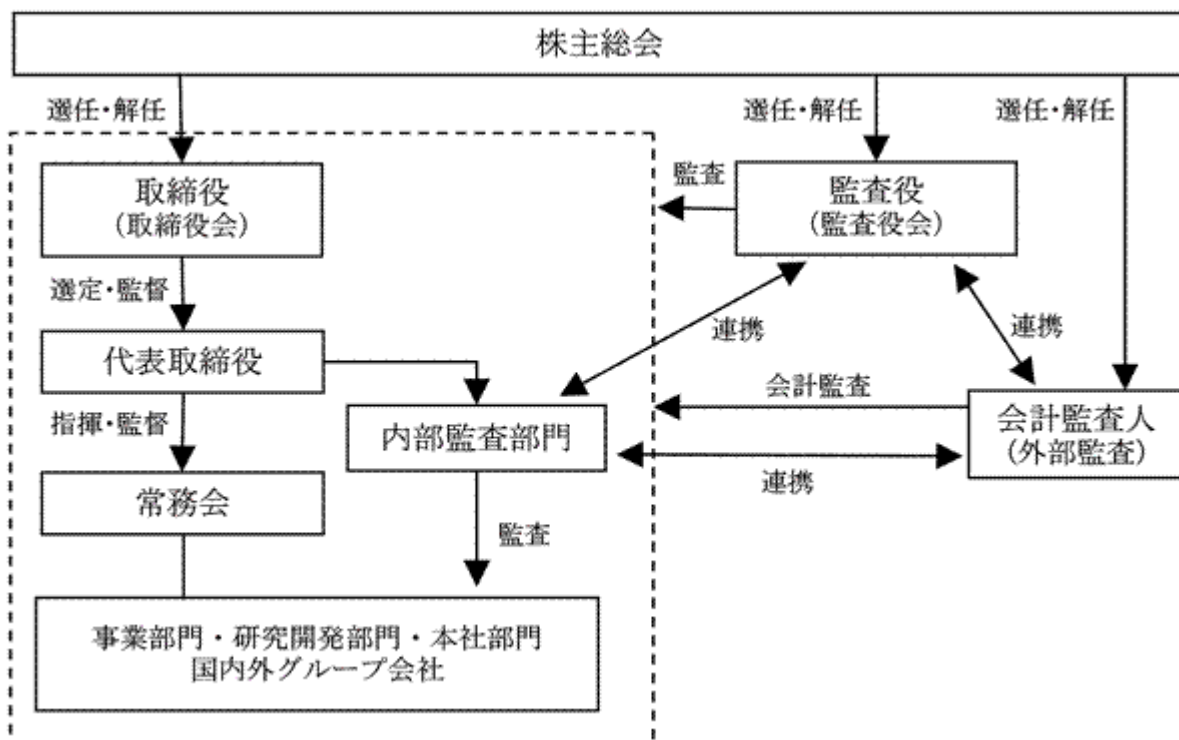 株主総会
選任・解任
選任・解任
選任・解任
取締役
(取締役会)
監査
監査役
(監査役会)
選定・監督
連携
連携
代表取締役
会計監査
指揮・監督
内部監査部門
会計監査人
(外部監査)
連携
常務会
監査
事業部門・研究開発部門・本社部門
国内外グループ会社